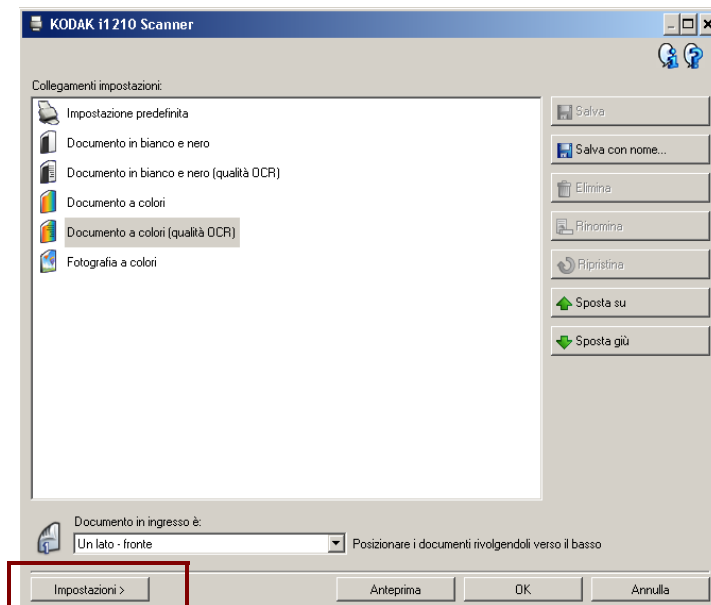 KODAK i1210 Scanner
Collegamenti impostazioni:
Impostazione predefinita
Documento in bianco e nero
Documento in bianco e nero (qualità OCR)
Documento a colori
Documento a colori (qualità OCR)
Fotografia a colori
Salva
Salva con nome...
Elimina
Rinomina
Ripristina
Sposta su
Sposta giù
Documento in ingresso è:
Un lato - fronte
Posizionare i documenti rivolgendoli verso il basso
Impostazioni >
Anteprima
OK
Annulla